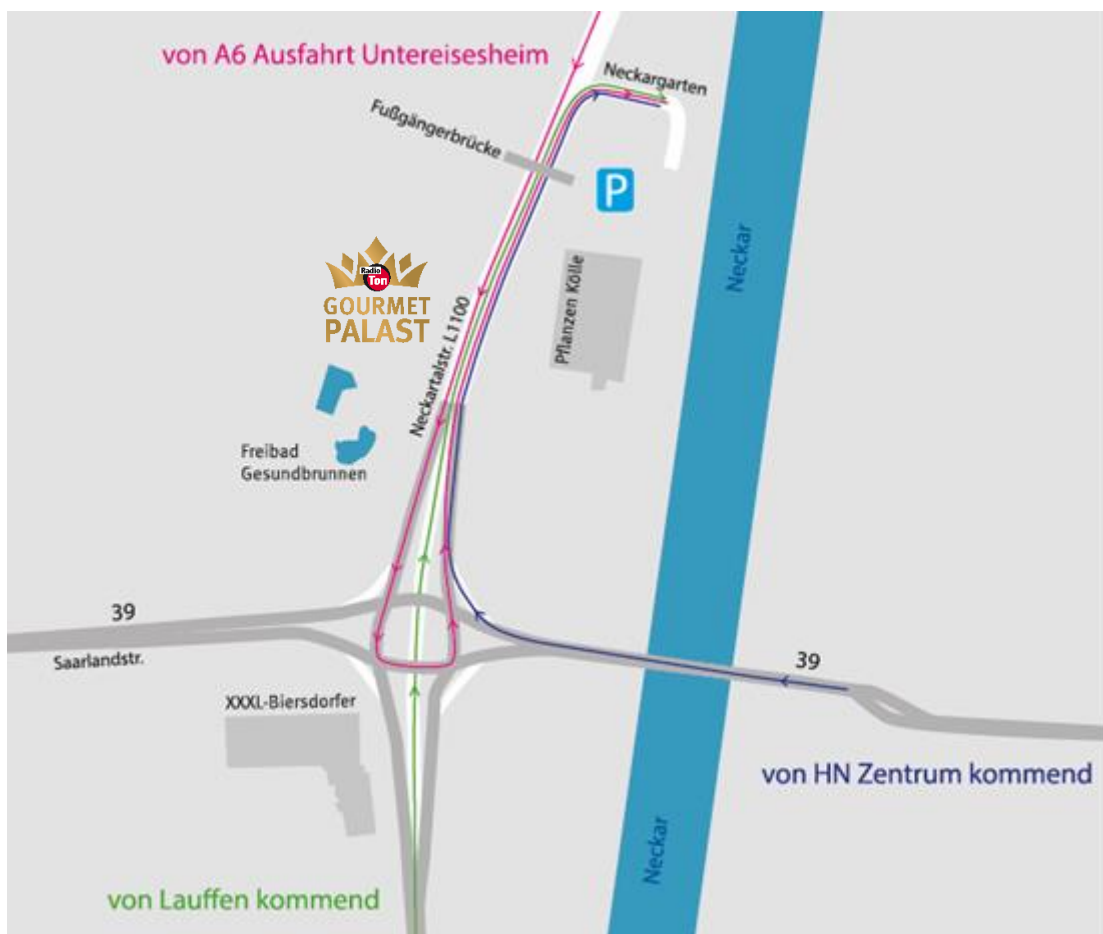 von A6 Ausfahrt Untereisesheim
Neckargarten
Fußgängerbrücke
P
Neckar
Radio
Ton
GOURMET
PALAST
Pflanzen Kölle
Neckartalstr. L1100
Freibad
Gesundbrunnen
39
Saarlandstr.
39
XXXL-Biersdorfer
von HN Zentrum kommend
Neckar
von Lauffen kommend